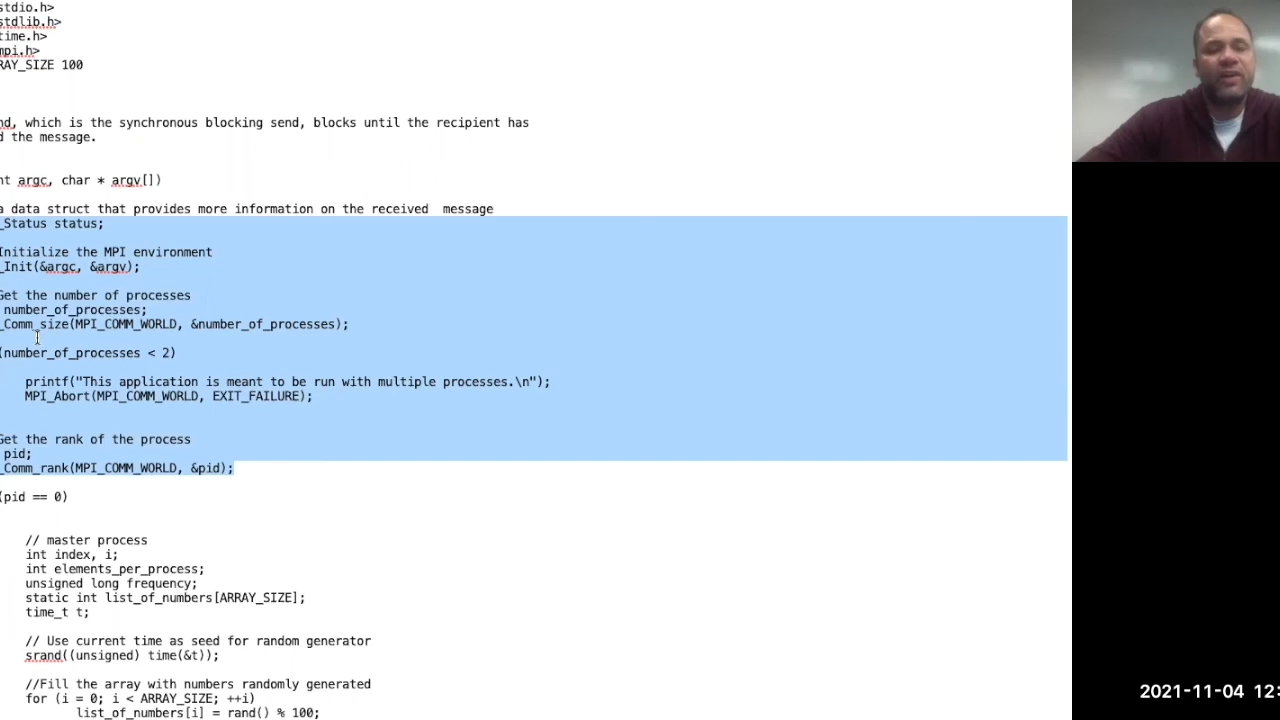 stdio.h>
stdlib.h>
time.h>
mpi.h>
RAY_SIZE 100
nd, which is the synchronous blocking send, blocks until the recipient has
d the message.
nt argc, char * argv[])
a data struct that provides more information on the received  message
_Status status;
Initialize the MPI environment
_Init(&argc, &argv);
Get the number of processes
number_of_processes;
_Comm_size(MPI_COMM_WORLD, &number_of_processes);
(number_of_processes < 2)
printf("This application is meant to be run with multiple processes.\n");
MPI_Abort(MPI_COMM_WORLD, EXIT_FAILURE);
Get the rank of the process
pid;
_Comm_rank(MPI_COMM_WORLD, &pid);
(pid == 0)
// master process
int index, i;
int elements_per_process;
unsigned long frequency;
static int list_of_numbers[ARRAY_SIZE];
time_t t;
// Use current time as seed for random generator
srand((unsigned) time(&t));
//Fill the array with numbers randomly generated
for (i = 0; i < ARRAY_SIZE; ++i)
list_of_numbers[i] = rand() % 100;
2021-11-04 12: